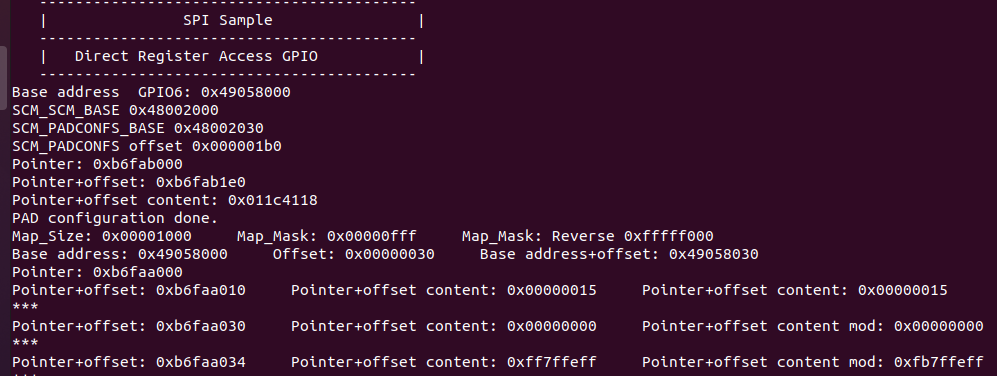 -------------------------------------------
| SPI Sample |
-------------------------------------------
| Direct Register Access GPIO |
-------------------------------------------
Base address  GPIO6: 0x49058000
SCM_SCM_BASE 0x48002000
SCM_PADCONFS_BASE 0x48002030
SCM_PADCONFS offset 0x000001b0
Pointer: 0xb6fab000
Pointer+offset: 0xb6fab1e0
Pointer+offset content: 0x011c4118
PAD configuration done.
Map_Size: 0x00001000     Map_Mask: 0x00000fff     Map_Mask: Reverse 0xfffff000
Base address: 0x49058000     Offset: 0x00000030     Base address+offset: 0x49058030
Pointer: 0xb6faa000
Pointer+offset: 0xb6faa010     Pointer+offset content: 0x00000015     Pointer+offset content: 0x00000015
***
Pointer+offset: 0xb6faa030     Pointer+offset content: 0x00000000     Pointer+offset content mod: 0x00000000
***
Pointer+offset: 0xb6faa034     Pointer+offset content: 0xff7ffeff     Pointer+offset content mod: 0xfb7ffeff
***